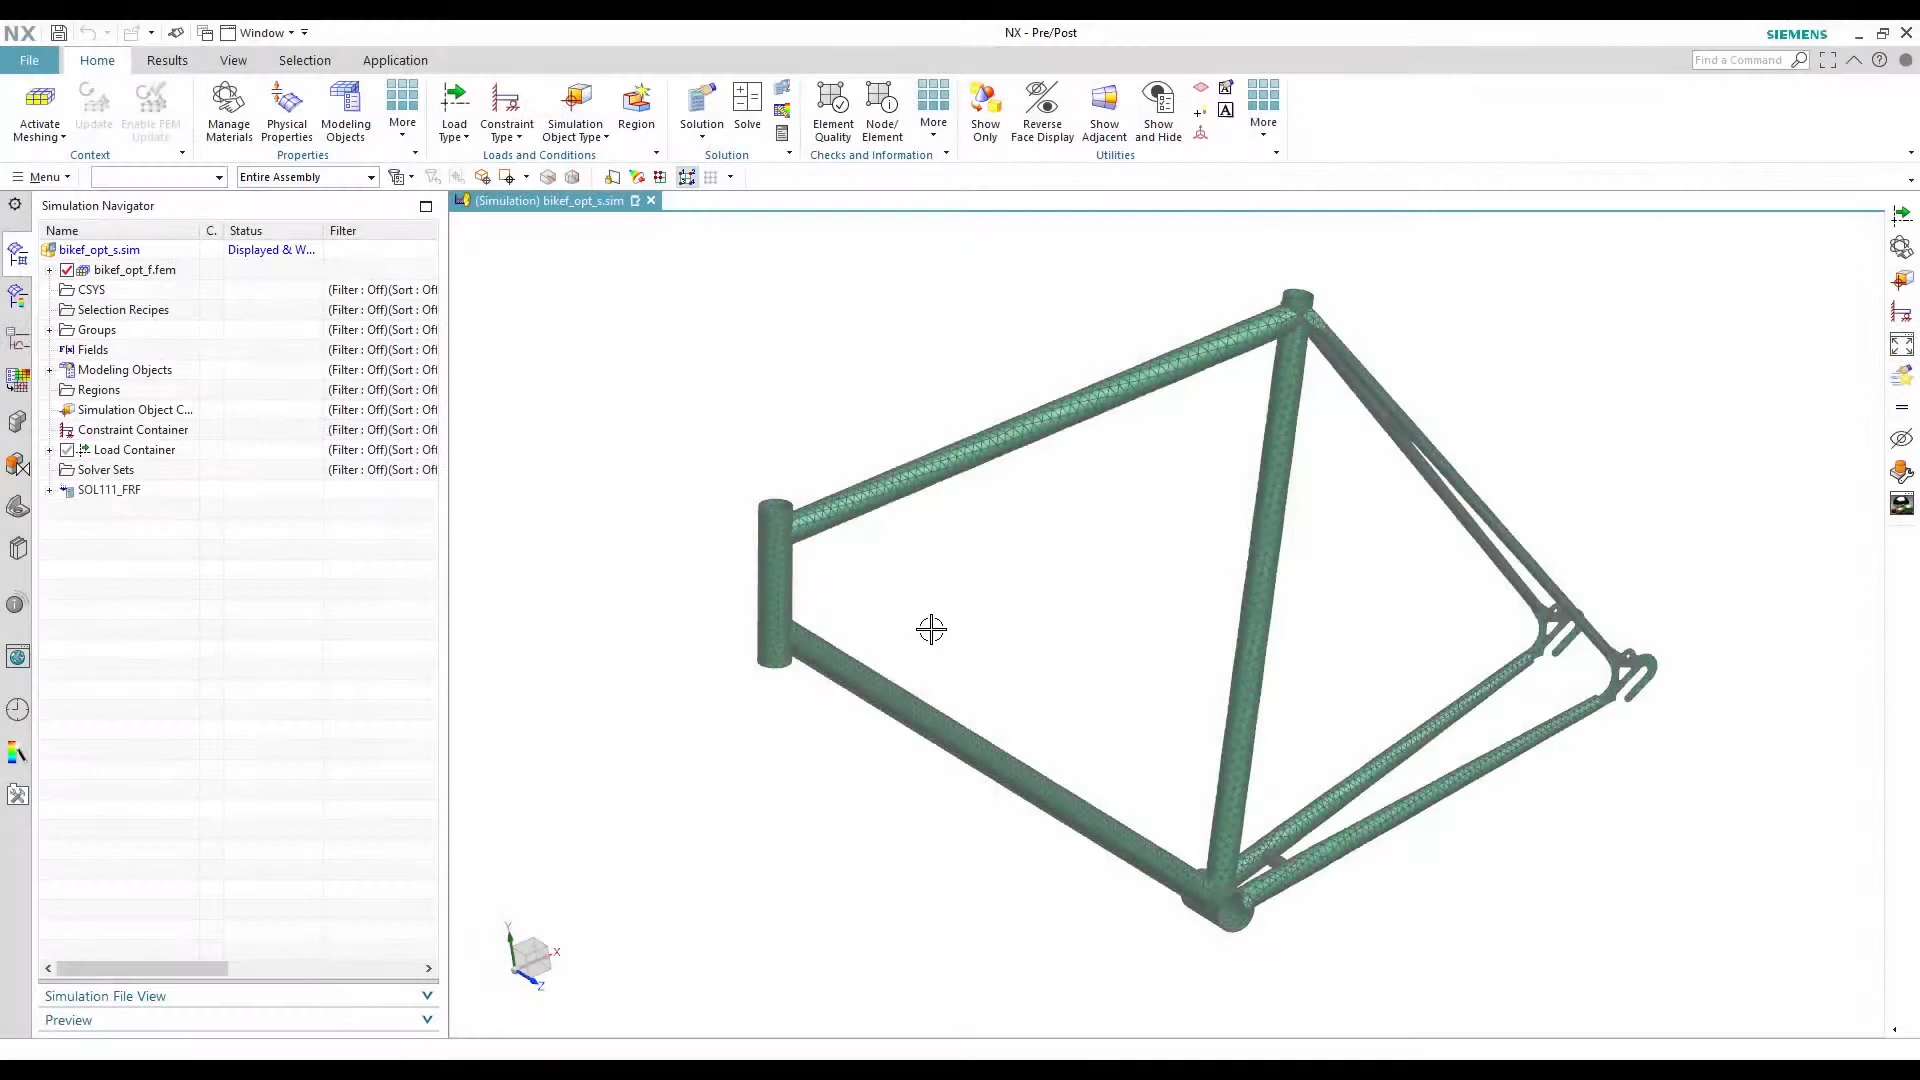 NX Window NX - Pre/Post SIEMENS
File Home Results View Selection Application Find a Command
Activate Meshing Update Enable FEM Update Manage Materials Physical Properties Modeling Objects More Load Type Constraint Type Simulation Object Type Region Solution Solve Element Quality Node/ Element More Show Only Reverse Face Display Show Adjacent Show and Hide More
Context Properties Loads and Conditions Solution Checks and Information Utilities
Menu Entire Assembly
Simulation Navigator (Simulation) bikef_opt_s.sim
Name C. Status Filter
bikef_opt_s.sim Displayed & W...
bikef_opt_f.fem
CSYS (Filter : Off)(Sort : Off
Selection Recipes (Filter : Off)(Sort : Off
Groups (Filter : Off)(Sort : Off
Fields (Filter : Off)(Sort : Off
Modeling Objects (Filter : Off)(Sort : Off
Regions (Filter : Off)(Sort : Off
Simulation Object C... (Filter : Off)(Sort : Off
Constraint Container (Filter : Off)(Sort : Off
Load Container (Filter : Off)(Sort : Off
Solver Sets (Filter : Off)(Sort : Off
SOL111_FRF
Y
X
Z
Simulation File View
Preview